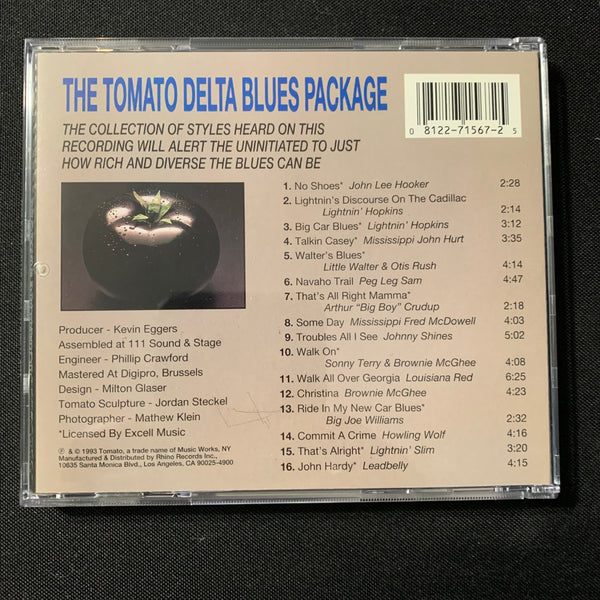 THE TOMATO DELTA BLUES PACKAGE
THE COLLECTION OF STYLES HEARD ON THIS
RECORDING WILL ALERT THE UNINITIATED TO JUST
HOW RICH AND DIVERSE THE BLUES CAN BE
0 8122-71567-2 5
1. No Shoes* John Lee Hooker 2:28
2. Lightnin's Discourse On The Cadillac
Lightnin' Hopkins 2:14
3. Big Car Blues* Lightnin' Hopkins 3:12
4. Talkin Casey* Mississippi John Hurt 3:35
5. Walter's Blues*
Little Walter & Otis Rush 4:14
6. Navaho Trail Peg Leg Sam 4:47
7. That's All Right Mamma*
Arthur "Big Boy" Crudup 2:18
8. Some Day Mississippi Fred McDowell 4:03
9. Troubles All I See Johnny Shines 5:02
10. Walk On*
Sonny Terry & Brownie McGhee 4:08
11. Walk All Over Georgia Louisiana Red 6:25
12. Christina Brownie McGhee 4:23
13. Ride In My New Car Blues*
Big Joe Williams 2:32
14. Commit A Crime Howling Wolf 4:16
15. That's Alright* Lightnin' Slim 3:20
16. John Hardy* Leadbelly 4:15
Producer - Kevin Eggers
Assembled at 111 Sound & Stage
Engineer - Phillip Crawford
Mastered At Digipro, Brussels
Design - Milton Glaser
Tomato Sculpture - Jordan Steckel
Photographer - Mathew Klein
*Licensed By Excell Music
℗ & © 1993 Tomato, a trade name of Music Works, NY
Manufactured & Distributed by Rhino Records Inc.,
10635 Santa Monica Blvd., Los Angeles, CA 90025-4900